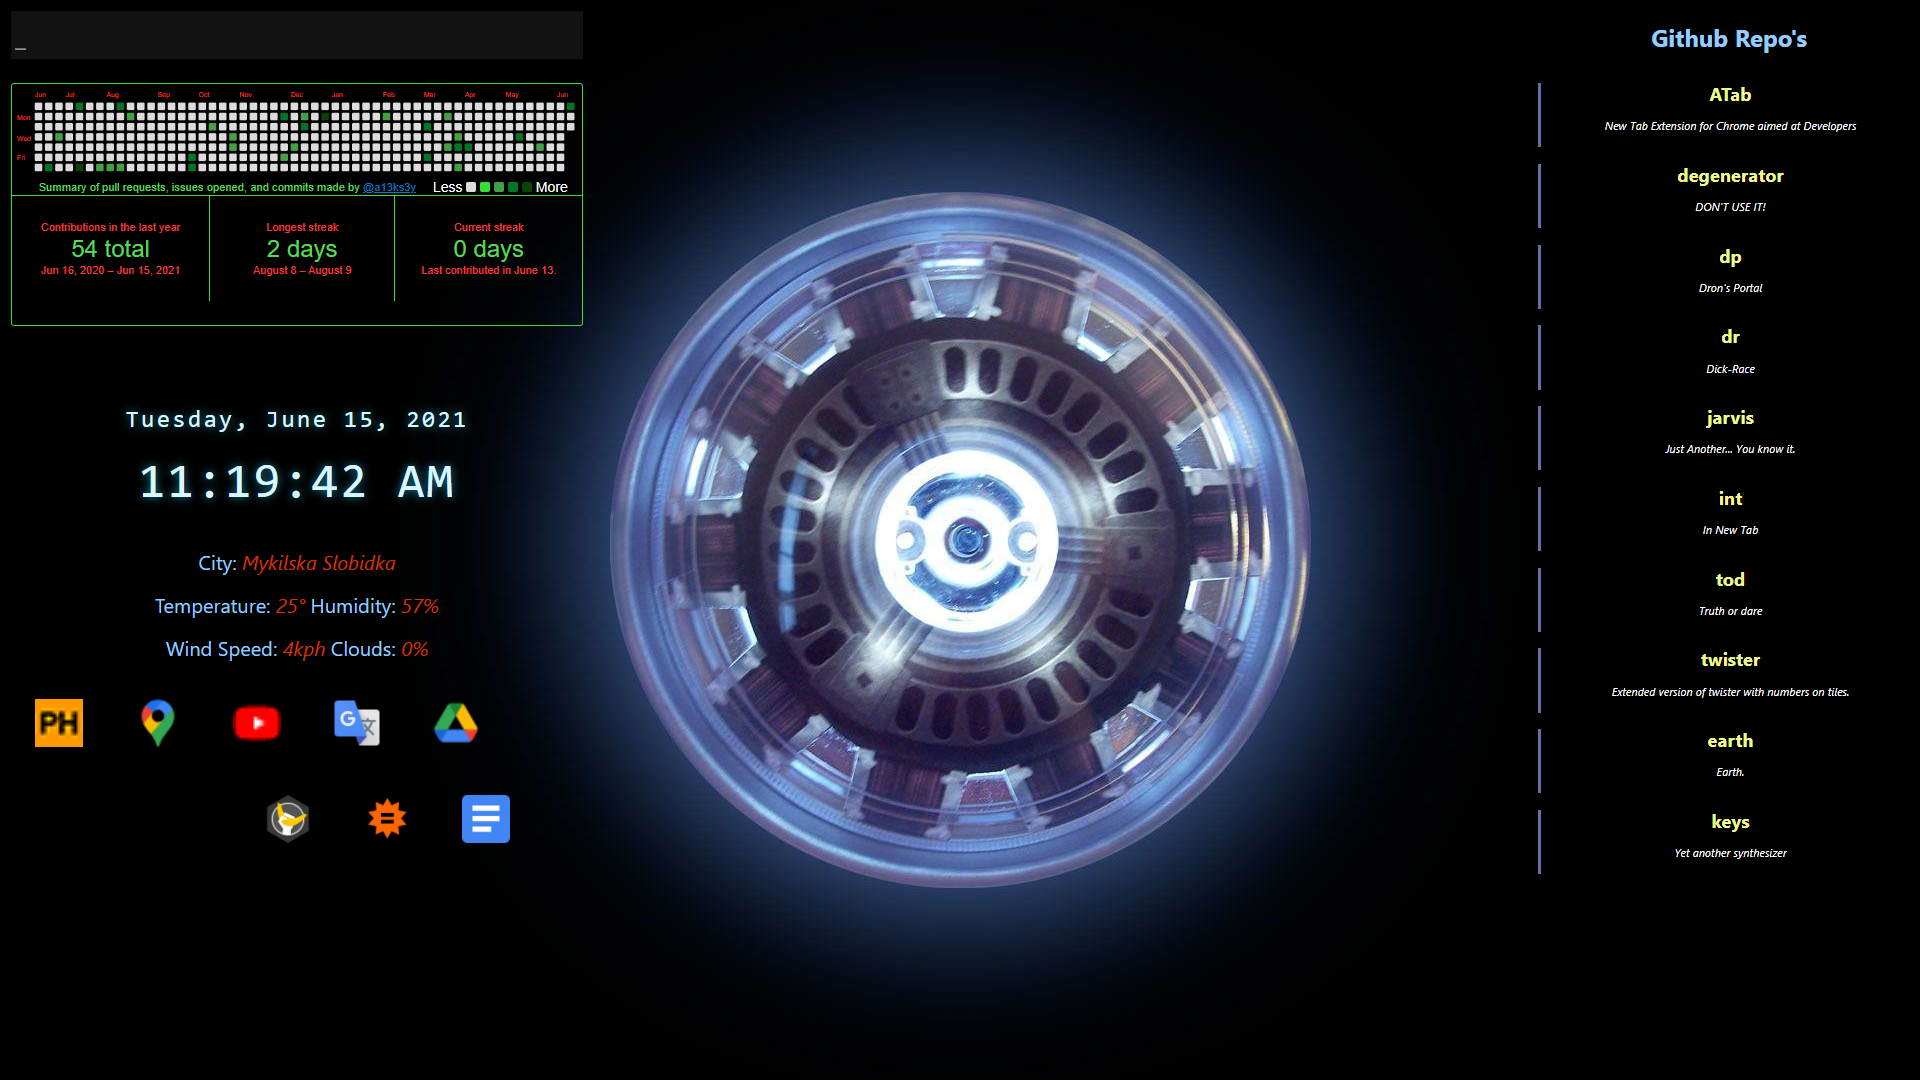 _
Jun Jul Aug Sep Oct Nov Dec Jan Feb Mar Apr May Jun
Mon
Wed
Fri
Summary of pull requests, issues opened, and commits made by @a13ks3y
Less More
Contributions in the last year
54 total
Jun 16, 2020 – Jun 15, 2021
Longest streak
2 days
August 8 – August 9
Current streak
0 days
Last contributed in June 13.
Tuesday, June 15, 2021
11:19:42 AM
City: Mykilska Slobidka
Temperature: 25° Humidity: 57%
Wind Speed: 4kph Clouds: 0%
PH
G 文
Github Repo's
ATab
New Tab Extension for Chrome aimed at Developers
degenerator
DON'T USE IT!
dp
Dron's Portal
dr
Dick-Race
jarvis
Just Another... You know it.
int
In New Tab
tod
Truth or dare
twister
Extended version of twister with numbers on tiles.
earth
Earth.
keys
Yet another synthesizer